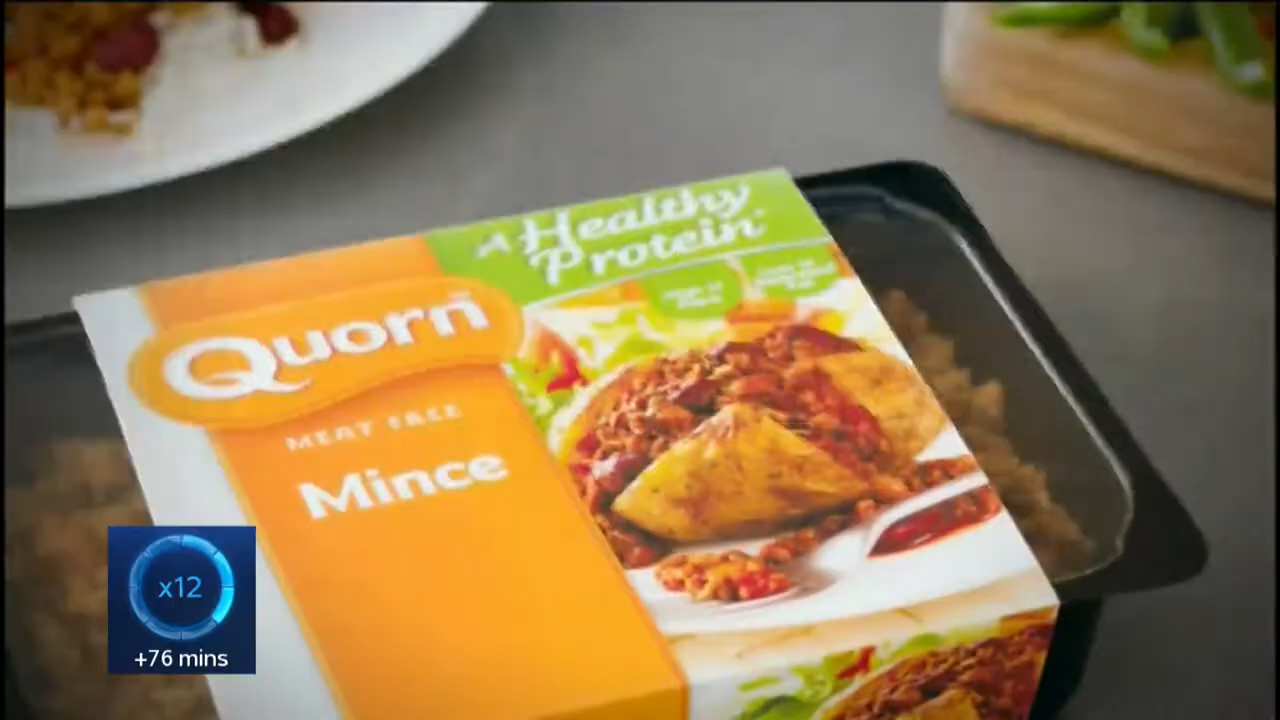 A Healthy
Protein
Quorn
MEAT FREE
Mince
x12
+76 mins